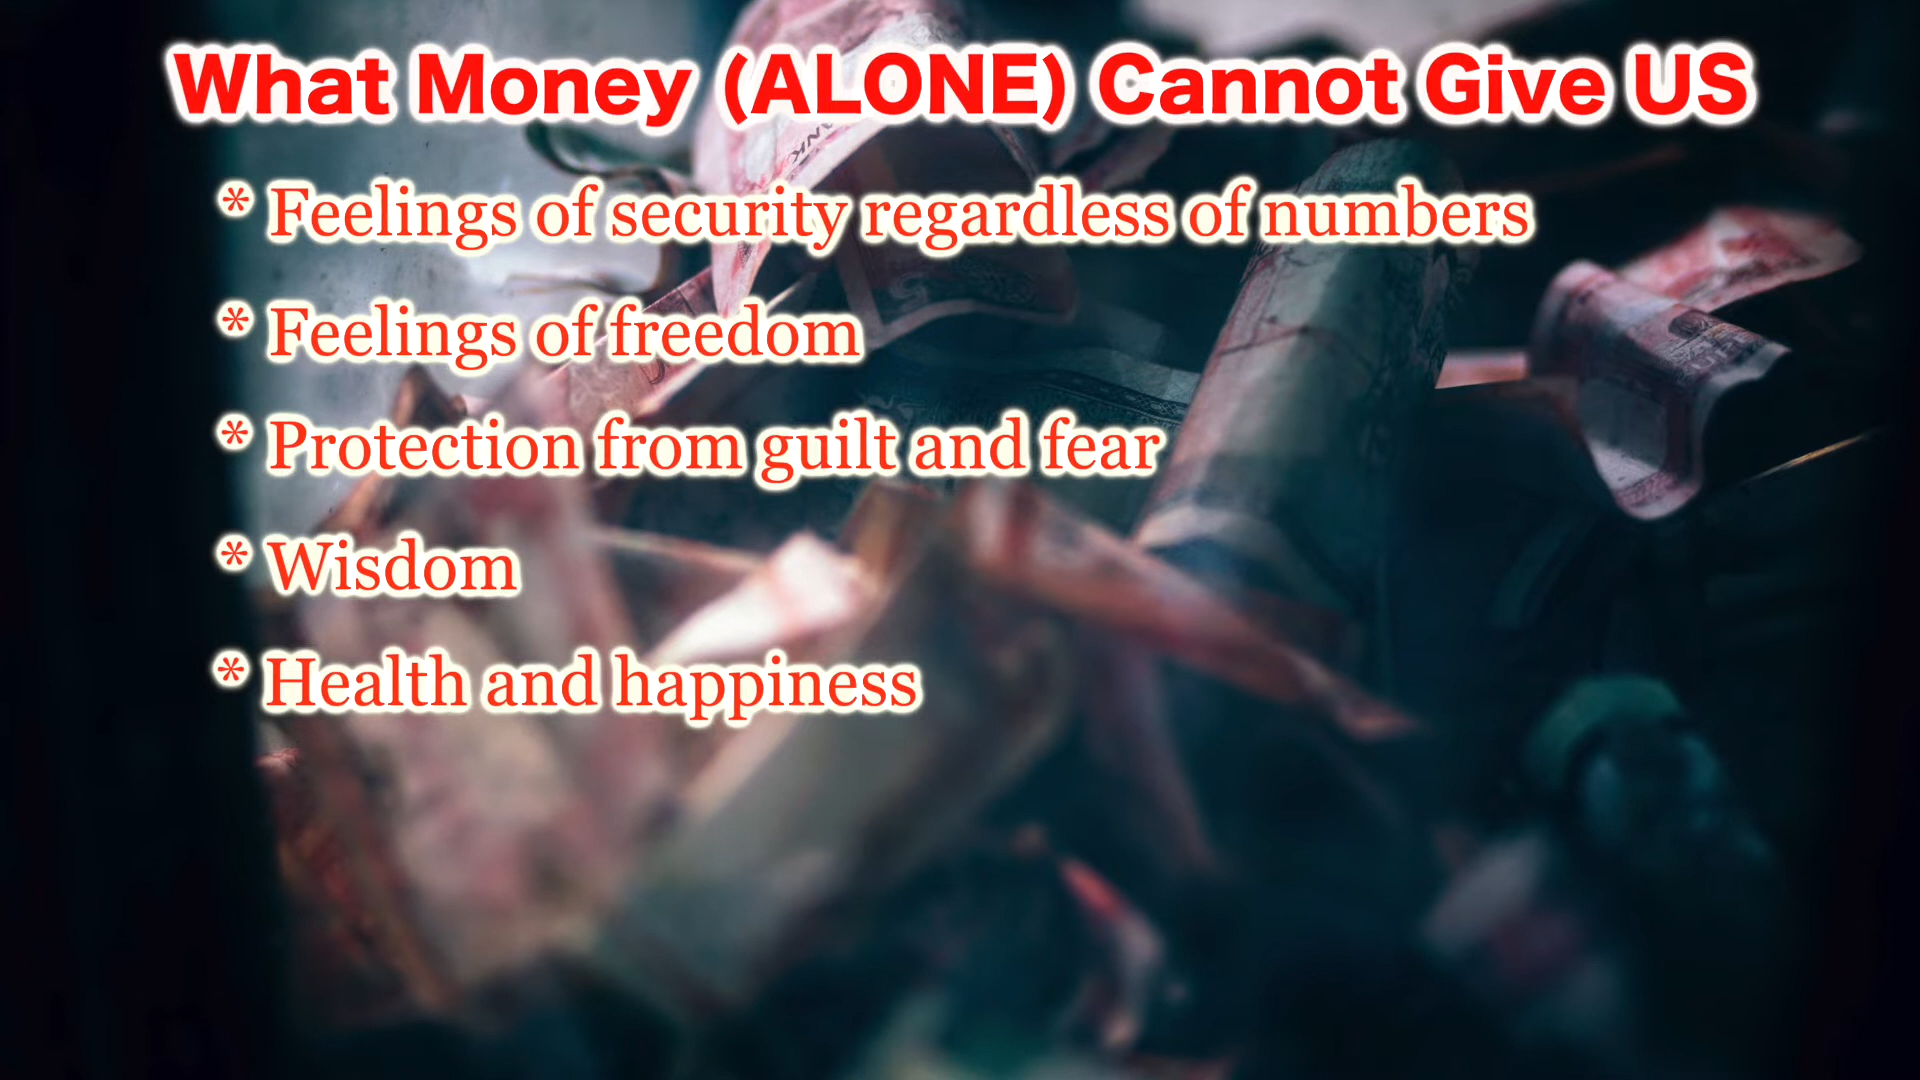 What Money (ALONE) Cannot Give US
* Feelings of security regardless of numbers
* Feelings of freedom
* Protection from guilt and fear
* Wisdom
* Health and happiness